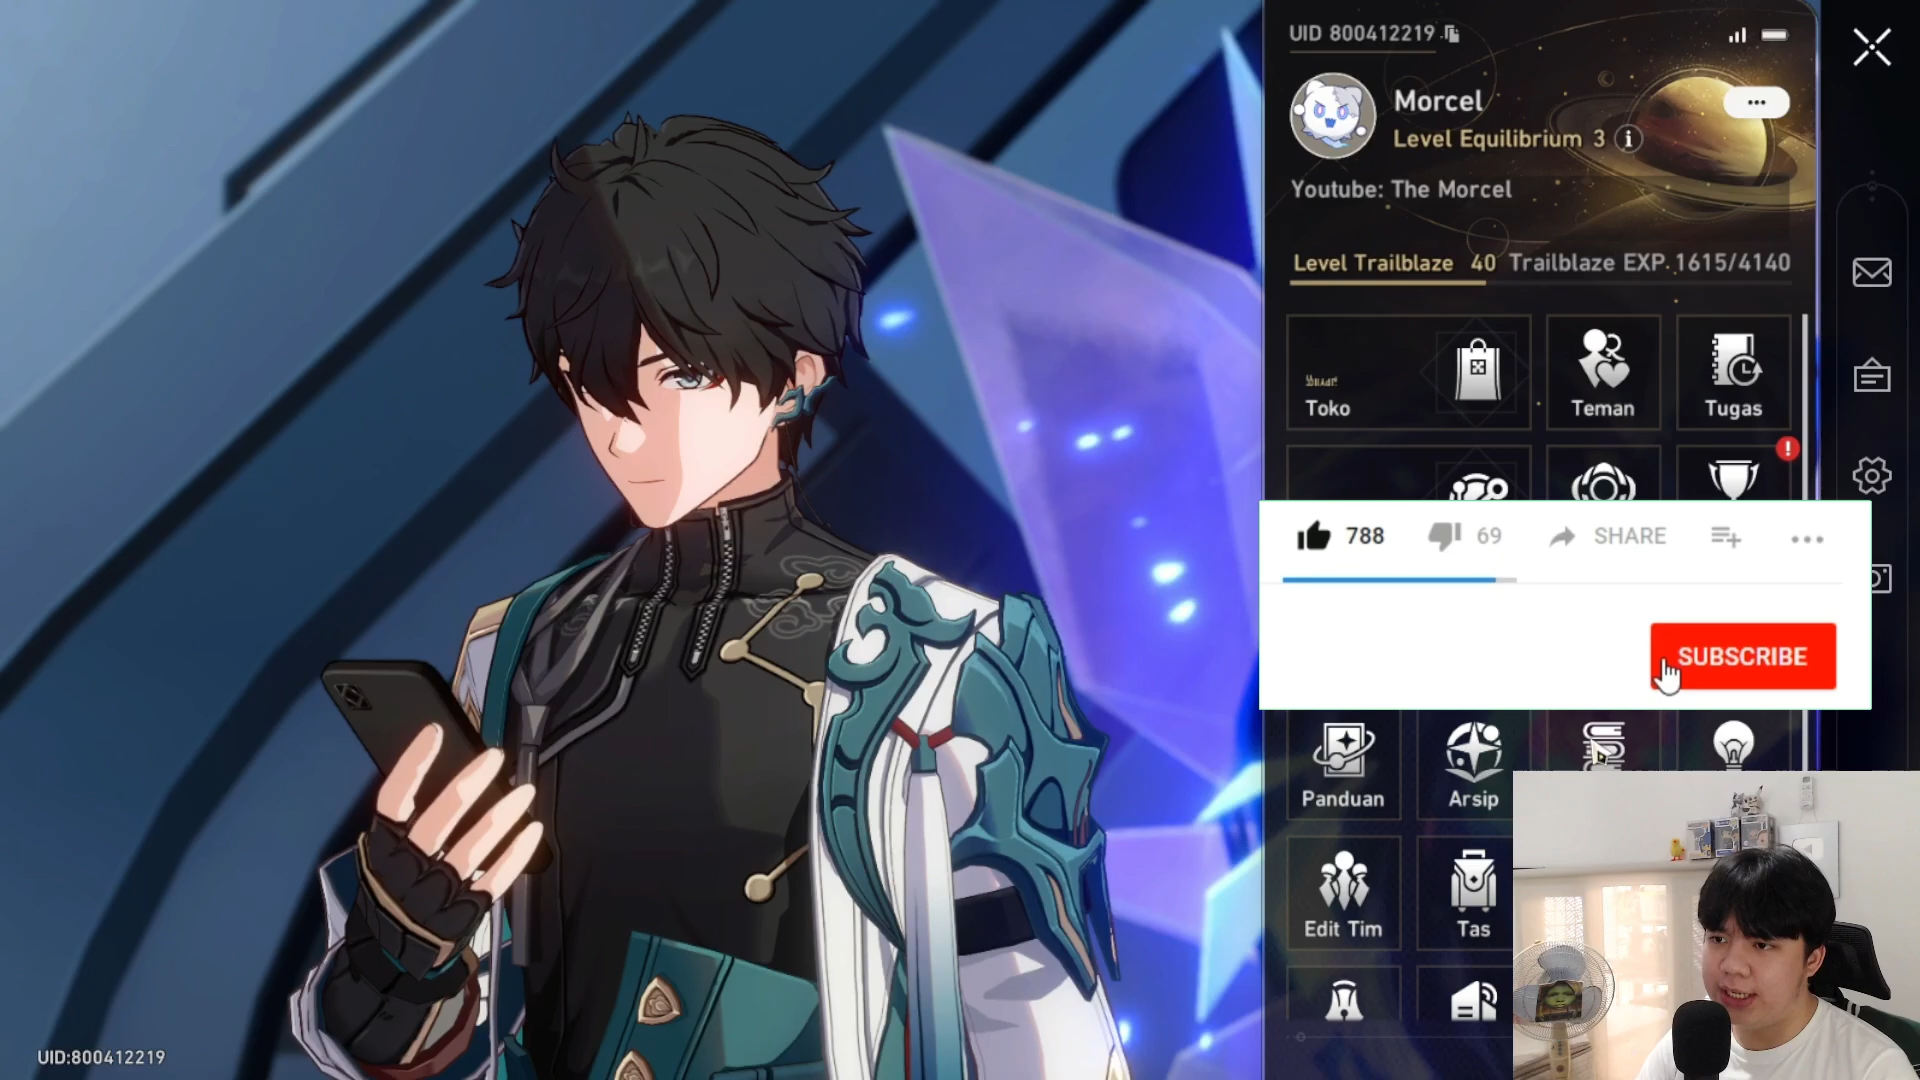 UID 800412219
Morcel
Level Equilibrium 3
Youtube: The Morcel
Level Trailblaze 40 Trailblaze EXP. 1615/4140
Toko
Teman
Tugas
788 69 SHARE
SUBSCRIBE
Panduan
Arsip
Edit Tim
Tas
UID:800412219